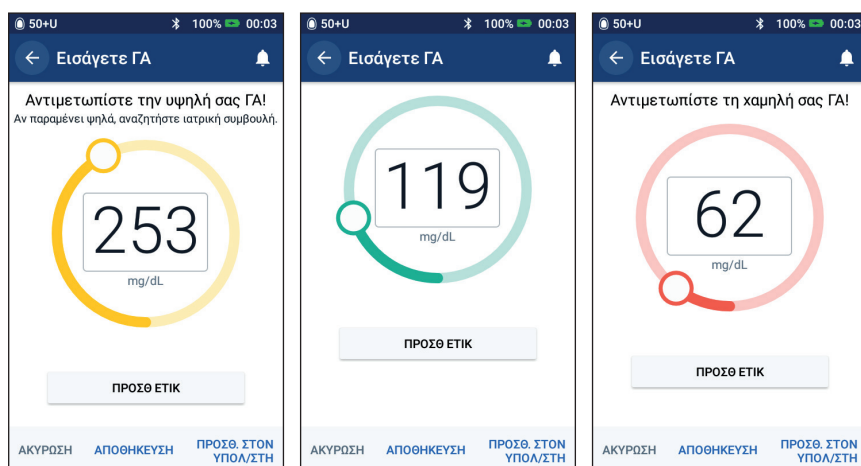 50+U 100% 00:03
Εισάγετε ΓΑ
Αντιμετωπίστε την υψηλή σας ΓΑ!
Αν παραμένει ψηλά, αναζητήστε ιατρική συμβουλή.
253
mg/dL
ΠΡΟΣΘ ΕΤΙΚ
ΑΚΥΡΩΣΗ ΑΠΟΘΗΚΕΥΣΗ ΠΡΟΣΘ. ΣΤΟΝ
ΥΠΟΛ/ΣΤΗ
50+U 100% 00:03
Εισάγετε ΓΑ
119
mg/dL
ΠΡΟΣΘ ΕΤΙΚ
ΑΚΥΡΩΣΗ ΑΠΟΘΗΚΕΥΣΗ ΠΡΟΣΘ. ΣΤΟΝ
ΥΠΟΛ/ΣΤΗ
50+U 100% 00:03
Εισάγετε ΓΑ
Αντιμετωπίστε τη χαμηλή σας ΓΑ!
62
mg/dL
ΠΡΟΣΘ ΕΤΙΚ
ΑΚΥΡΩΣΗ ΑΠΟΘΗΚΕΥΣΗ ΠΡΟΣΘ. ΣΤΟΝ
ΥΠΟΛ/ΣΤΗ